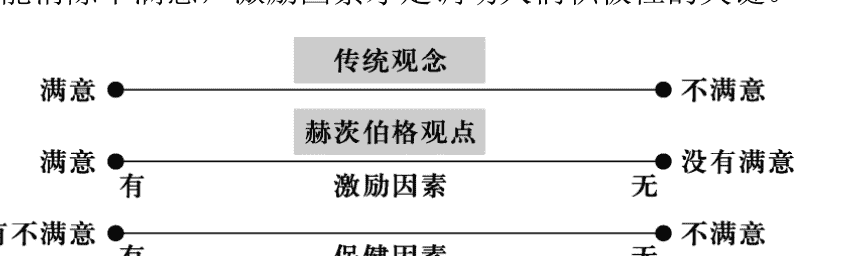 能消除不满意，激励因素才是调动人们积极性的关键。
传统观念
满意 不满意
赫茨伯格观点
满意 没有满意
有 激励因素 无
有不满意 不满意
有 保健因素 无